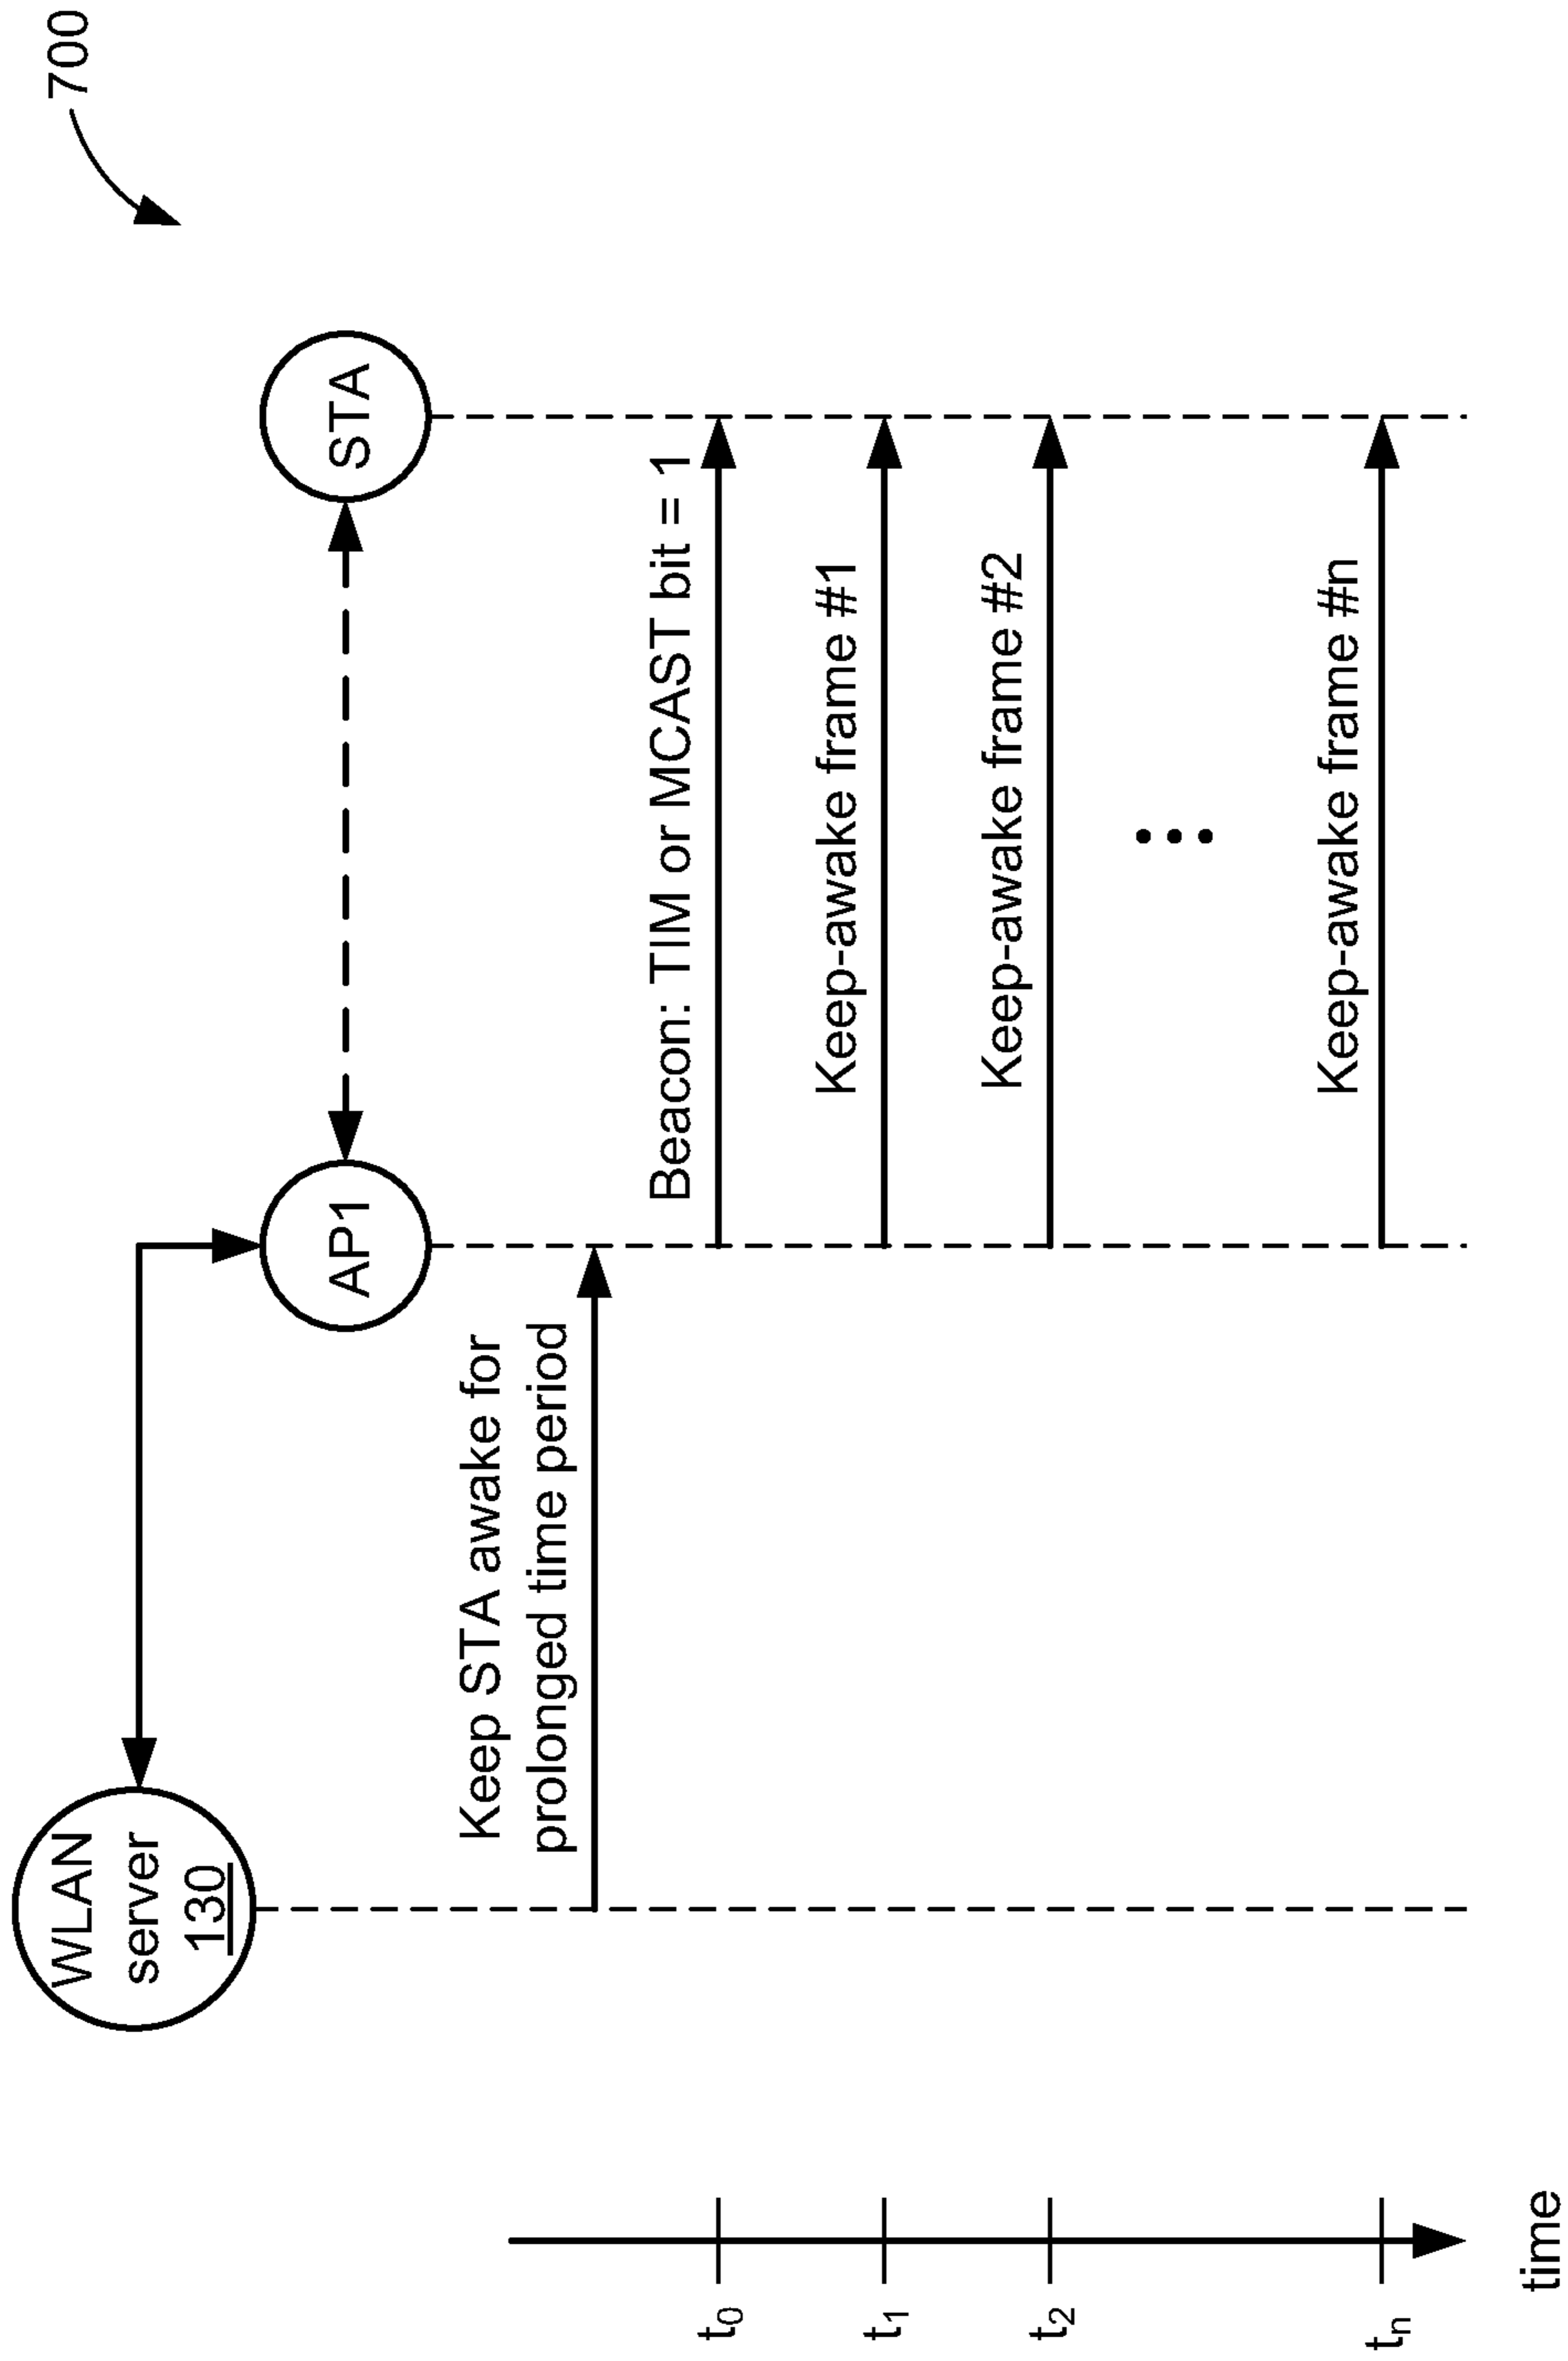 700
WLAN
server
130
AP1
STA
Keep STA awake for
prolonged time period
Beacon: TIM or MCAST bit = 1
Keep-awake frame #1
Keep-awake frame #2
Keep-awake frame #n
t0
t1
t2
tn
time